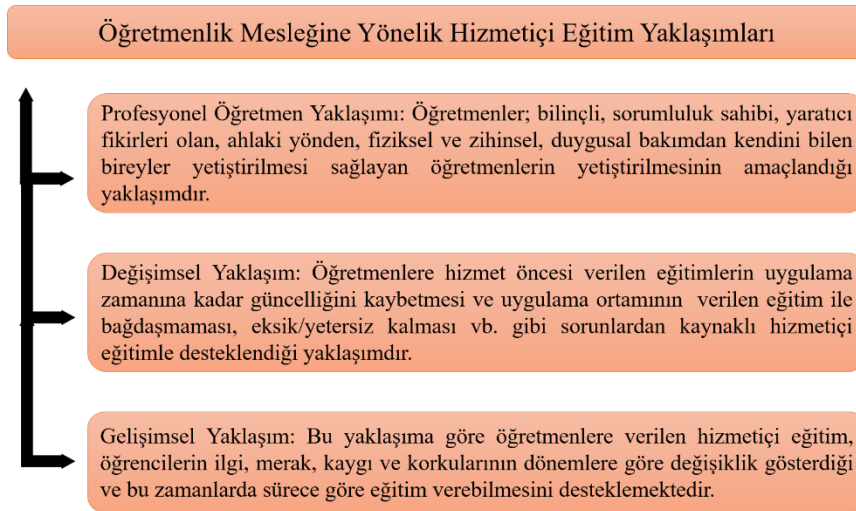 Öğretmenlik Mesleğine Yönelik Hizmetiçi Eğitim Yaklaşımları
Profesyonel Öğretmen Yaklaşımı: Öğretmenler; bilinçli, sorumluluk sahibi, yaratıcı
fikirleri olan, ahlaki yönden, fiziksel ve zihinsel, duygusal bakımdan kendini bilen
bireyler yetiştirilmesi sağlayan öğretmenlerin yetiştirilmesinin amaçlandığı
yaklaşımdır.
Değişimsel Yaklaşım: Öğretmenlere hizmet öncesi verilen eğitimlerin uygulama
zamanına kadar güncelliğini kaybetmesi ve uygulama ortamının verilen eğitim ile
bağdaşmaması, eksik/yetersiz kalması vb. gibi sorunlardan kaynaklı hizmetiçi
eğitimle desteklendiği yaklaşımdır.
Gelişimsel Yaklaşım: Bu yaklaşıma göre öğretmenlere verilen hizmetiçi eğitim,
öğrencilerin ilgi, merak, kaygı ve korkularının dönemlere göre değişiklik gösterdiği
ve bu zamanlarda sürece göre eğitim verebilmesini desteklemektedir.